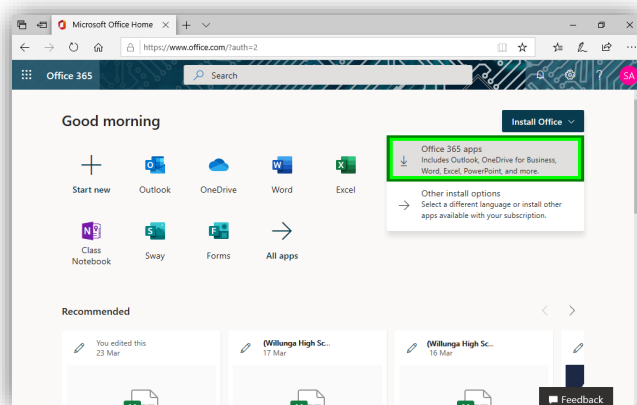 Microsoft Office Home
https://www.office.com/?auth=2
Office 365
Search
?
SA
Good morning
Install Office
Office 365 apps
Includes Outlook, OneDrive for Business,
Word, Excel, PowerPoint, and more.
Other install options
Select a different language or install other
apps available with your subscription.
Start new
Outlook
OneDrive
Word
Excel
Class
Notebook
Sway
Forms
All apps
Recommended
You edited this
23 Mar
(Willunga High Sc...
17 Mar
(Willunga High Sc...
16 Mar
Feedback